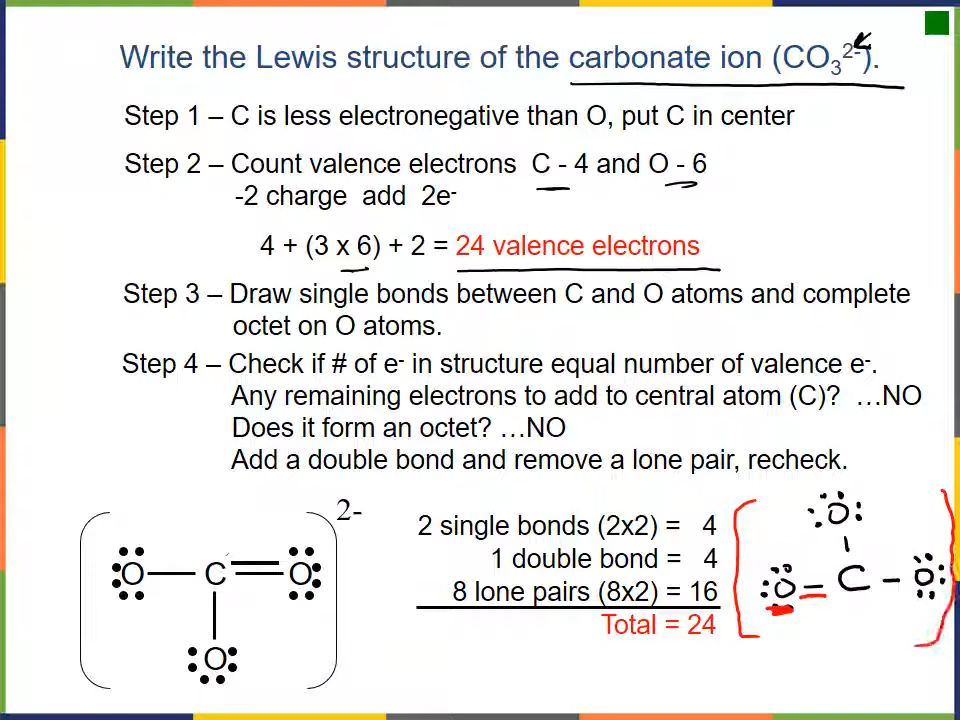 Write the Lewis structure of the carbonate ion (CO₃²⁻).
Step 1 – C is less electronegative than O, put C in center
Step 2 – Count valence electrons C - 4 and O - 6
-2 charge add 2e⁻
4 + (3 x 6) + 2 = 24 valence electrons
Step 3 – Draw single bonds between C and O atoms and complete
octet on O atoms.
Step 4 – Check if # of e⁻ in structure equal number of valence e⁻.
Any remaining electrons to add to central atom (C)? ...NO
Does it form an octet? ...NO
Add a double bond and remove a lone pair, recheck.
2-
O C O
O
2 single bonds (2x2) = 4
1 double bond = 4
8 lone pairs (8x2) = 16
Total = 24
O
O = C - O